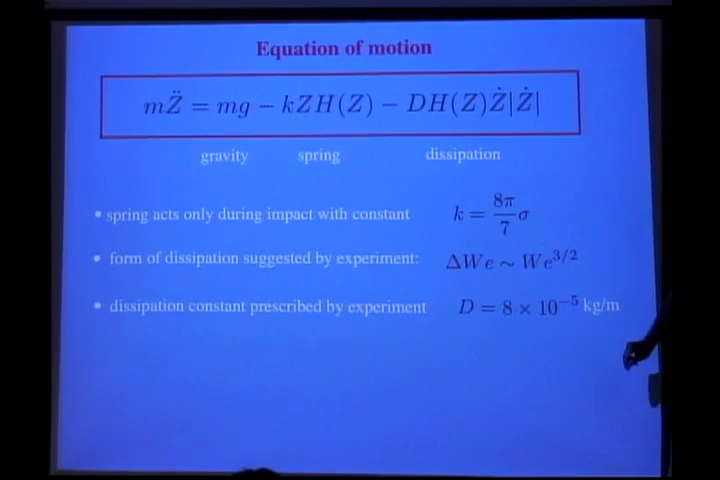 Equation of motion
mZ̈ = mg − kZH(Z) − DH(Z)Ż|Ż|
gravity spring dissipation
• spring acts only during impact with constant k = 8π/7 σ
• form of dissipation suggested by experiment: ΔWe ~ We^{3/2}
• dissipation constant prescribed by experiment D = 8 × 10^{−5} kg/m